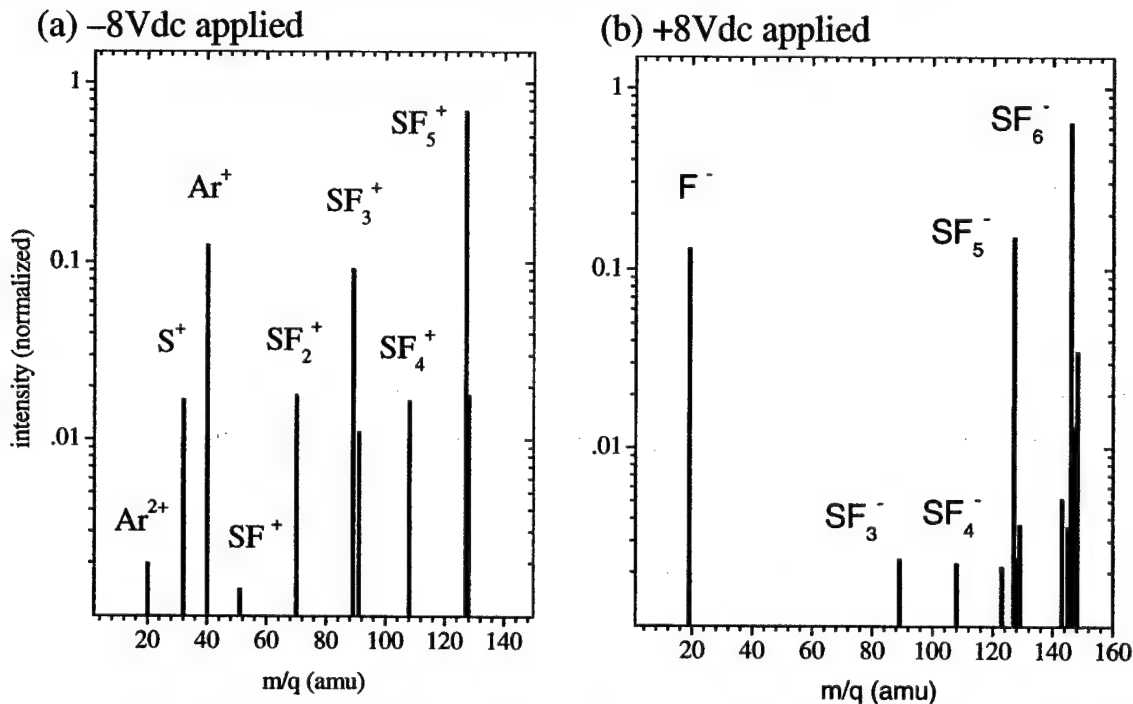 (a) –8Vdc applied
1
0.1
.01
intensity (normalized)
Ar²⁺
S⁺
Ar⁺
SF⁺
SF₂⁺
SF₃⁺
SF₄⁺
SF₅⁺
20 40 60 80 100 120 140
m/q (amu)
(b) +8Vdc applied
1
0.1
.01
F⁻
SF₃⁻
SF₄⁻
SF₅⁻
SF₆⁻
20 40 60 80 100 120 140 160
m/q (amu)